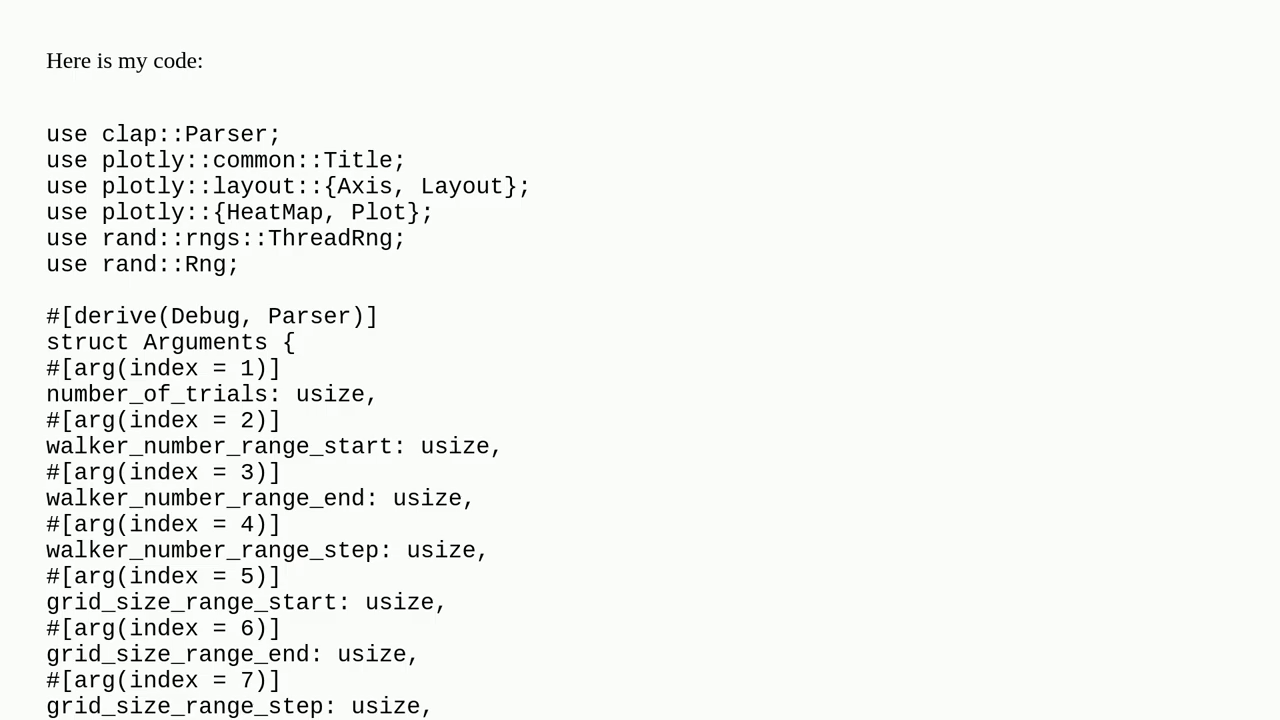 Here is my code:
use clap::Parser;
use plotly::common::Title;
use plotly::layout::{Axis, Layout};
use plotly::{HeatMap, Plot};
use rand::rngs::ThreadRng;
use rand::Rng;
#[derive(Debug, Parser)]
struct Arguments {
#[arg(index = 1)]
number_of_trials: usize,
#[arg(index = 2)]
walker_number_range_start: usize,
#[arg(index = 3)]
walker_number_range_end: usize,
#[arg(index = 4)]
walker_number_range_step: usize,
#[arg(index = 5)]
grid_size_range_start: usize,
#[arg(index = 6)]
grid_size_range_end: usize,
#[arg(index = 7)]
grid_size_range_step: usize,